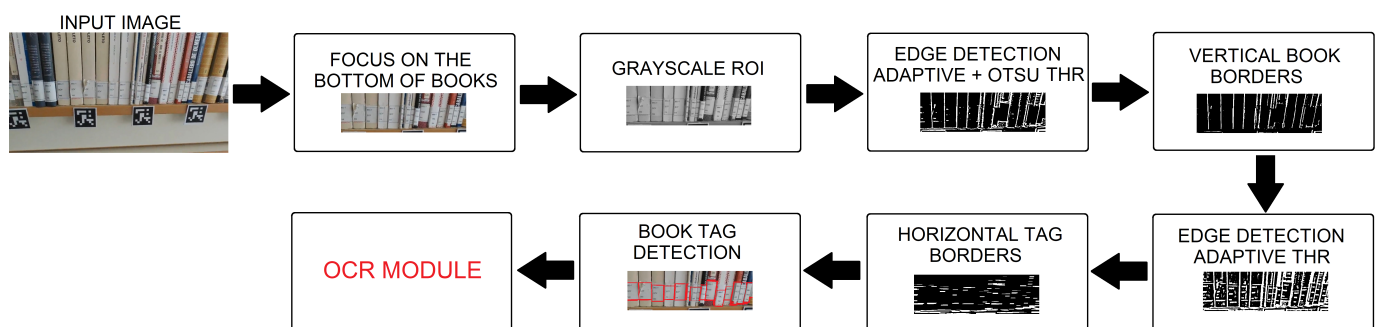 INPUT IMAGE
FOCUS ON THE
BOTTOM OF BOOKS
GRAYSCALE ROI
EDGE DETECTION
ADAPTIVE + OTSU THR
VERTICAL BOOK
BORDERS
EDGE DETECTION
ADAPTIVE THR
HORIZONTAL TAG
BORDERS
BOOK TAG
DETECTION
OCR MODULE